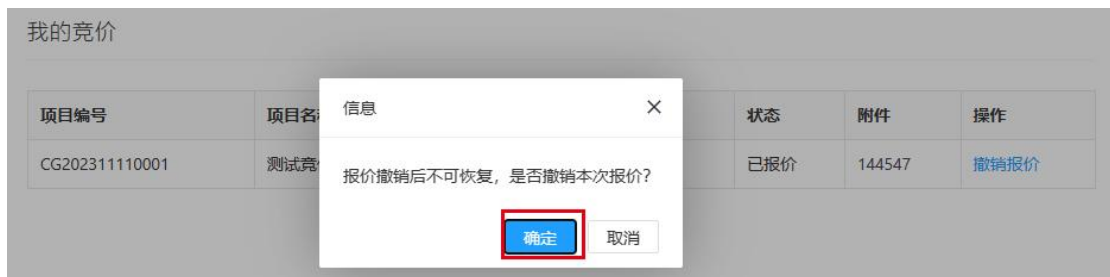 我的竞价
信息
项目编号 项目名 状态 附件 操作
CG202311110001 测试竞 已报价 144547 撤销报价
报价撤销后不可恢复，是否撤销本次报价？
确定 取消